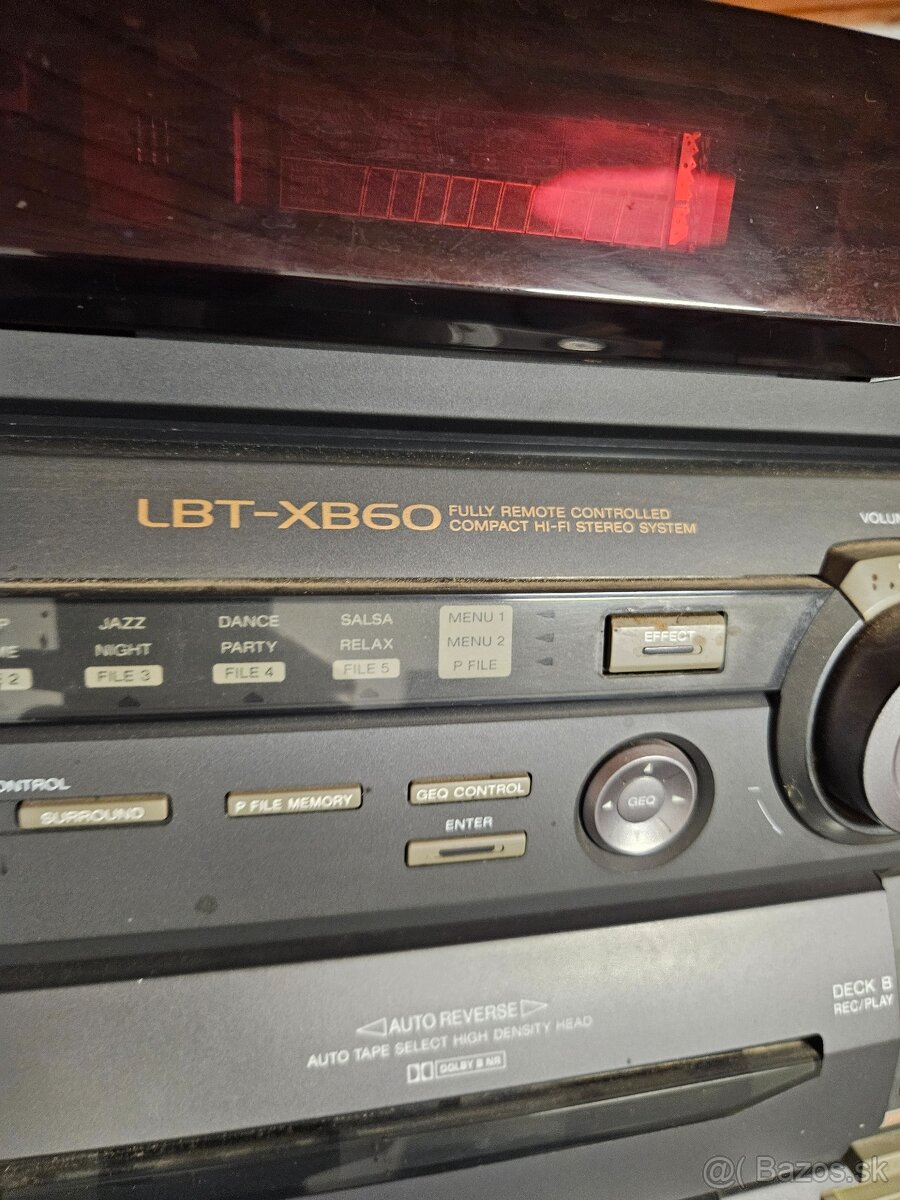 LBT-XB60
FULLY REMOTE CONTROLLED
COMPACT HI-FI STEREO SYSTEM
JAZZ
DANCE
SALSA
MENU 1
NIGHT
PARTY
RELAX
MENU 2
FILE 3
FILE 4
FILE 5
P FILE
EFFECT
SURROUND
P FILE MEMORY
GEQ CONTROL
ENTER
GEQ
DECK B
REC/PLAY
AUTO REVERSE
AUTO TAPE SELECT HIGH DENSITY HEAD
DOLBY B NR
@( Bazos.sk